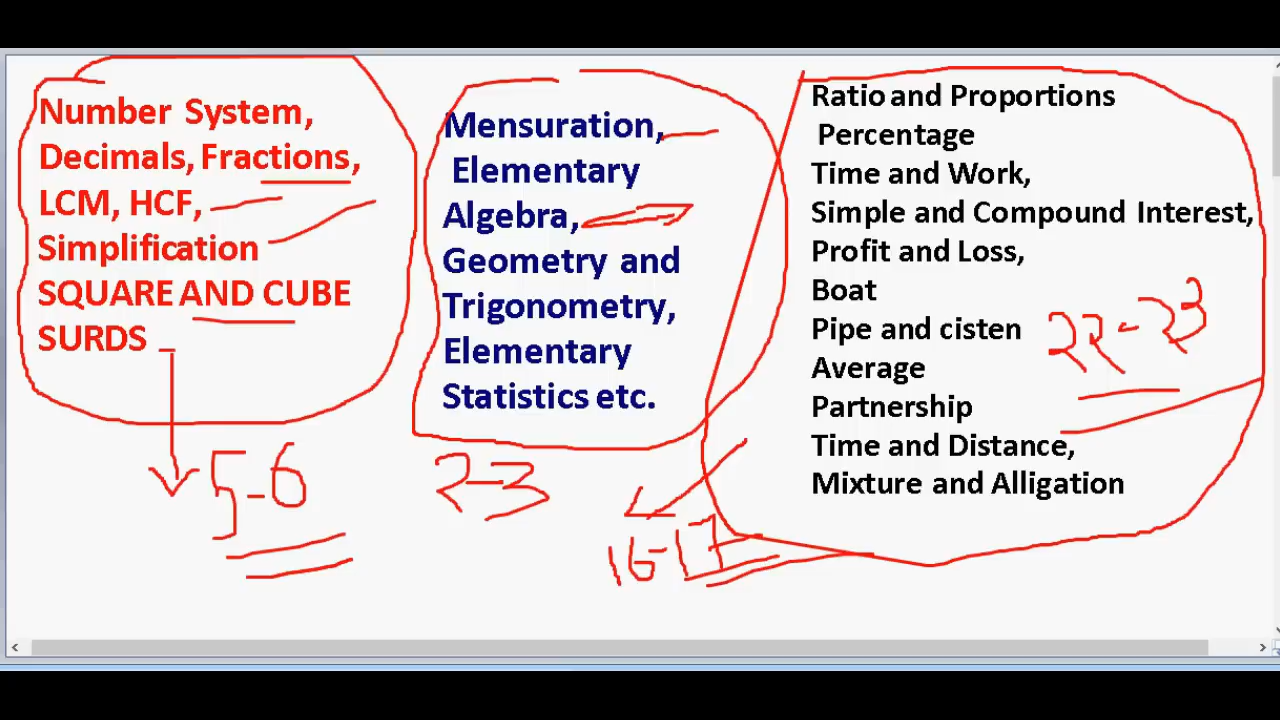 Number System,
Decimals, Fractions,
LCM, HCF,
Simplification
SQUARE AND CUBE
SURDS
5-6
Mensuration,
Elementary
Algebra,
Geometry and
Trigonometry,
Elementary
Statistics etc.
2-3
16-17
Ratio and Proportions
Percentage
Time and Work,
Simple and Compound Interest,
Profit and Loss,
Boat
Pipe and cisten
22-23
Average
Partnership
Time and Distance,
Mixture and Alligation